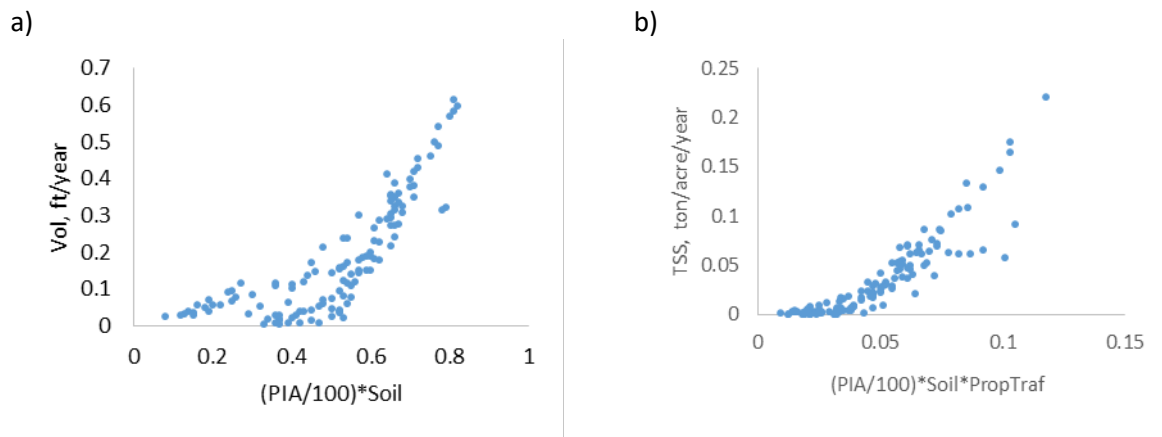 a)
0.7
0.6
0.5
0.4
0.3
0.2
0.1
0
Vol, ft/year
0 0.2 0.4 0.6 0.8 1
(PIA/100)*Soil
b)
0.25
0.2
0.15
0.1
0.05
0
TSS, ton/acre/year
0 0.05 0.1 0.15
(PIA/100)*Soil*PropTraf